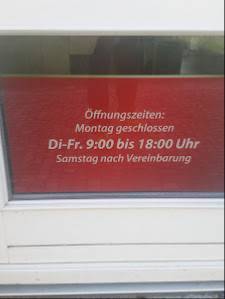 Öffnungszeiten:
Montag geschlossen
Di-Fr. 9:00 bis 18:00 Uhr
Samstag nach Vereinbarung